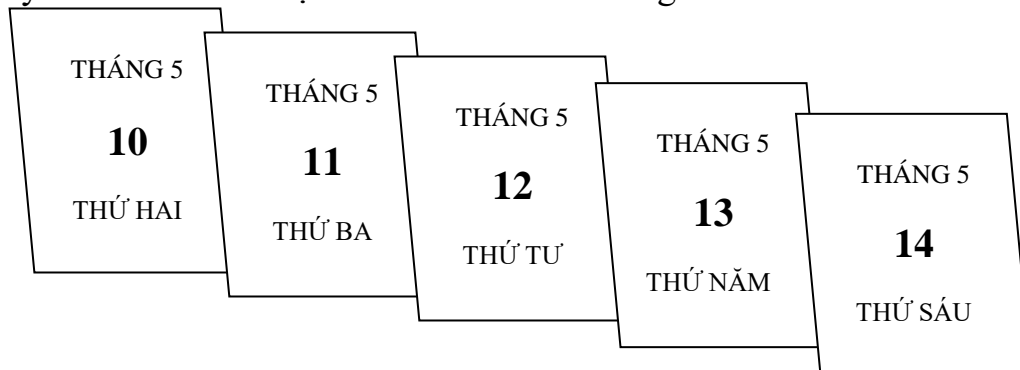 THÁNG 5
10
THỨ HAI
THÁNG 5
11
THỨ BA
THÁNG 5
12
THỨ TƯ
THÁNG 5
13
THỨ NĂM
THÁNG 5
14
THỨ SÁU